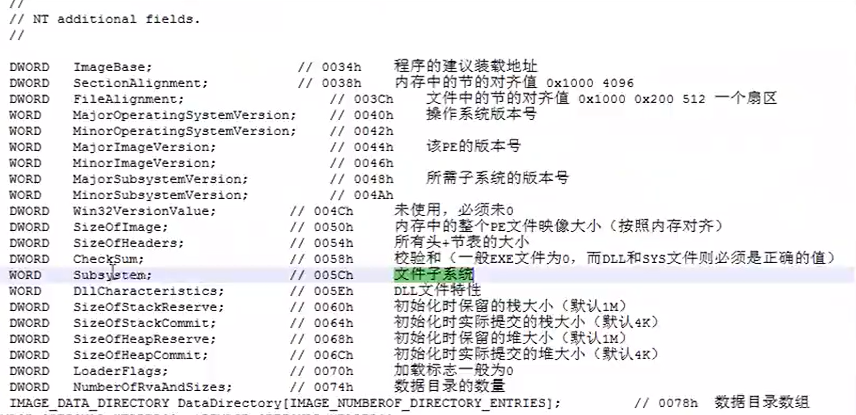 //
// NT additional fields.
//
DWORD ImageBase; // 0034h 程序的建议装载地址
DWORD SectionAlignment; // 0038h 内存中的节的对齐值 0x1000 4096
DWORD FileAlignment; // 003Ch 文件中的节的对齐值 0x1000 0x200 512 一个扇区
WORD MajorOperatingSystemVersion; // 0040h 操作系统版本号
WORD MinorOperatingSystemVersion; // 0042h
WORD MajorImageVersion; // 0044h 该PE的版本号
WORD MinorImageVersion; // 0046h
WORD MajorSubsystemVersion; // 0048h 所需子系统的版本号
WORD MinorSubsystemVersion; // 004Ah
DWORD Win32VersionValue; // 004Ch 未使用，必须未0
DWORD SizeOfImage; // 0050h 内存中的整个PE文件映像大小（按照内存对齐）
DWORD SizeOfHeaders; // 0054h 所有头+节表的大小
DWORD CheckSum; // 0058h 校验和（一般EXE文件为0，而DLL和SYS文件则必须是正确的值）
WORD Subsystem; // 005Ch 文件子系统
WORD DllCharacteristics; // 005Eh DLL文件特性
DWORD SizeOfStackReserve; // 0060h 初始化时保留的栈大小（默认1M）
DWORD SizeOfStackCommit; // 0064h 初始化时实际提交的栈大小（默认4K）
DWORD SizeOfHeapReserve; // 0068h 初始化时保留的堆大小（默认1M）
DWORD SizeOfHeapCommit; // 006Ch 初始化时实际提交的堆大小（默认4K）
DWORD LoaderFlags; // 0070h 加载标志一般为0
DWORD NumberOfRvaAndSizes; // 0074h 数据目录的数量
IMAGE_DATA_DIRECTORY DataDirectory[IMAGE_NUMBEROF_DIRECTORY_ENTRIES]; // 0078h 数据目录数组